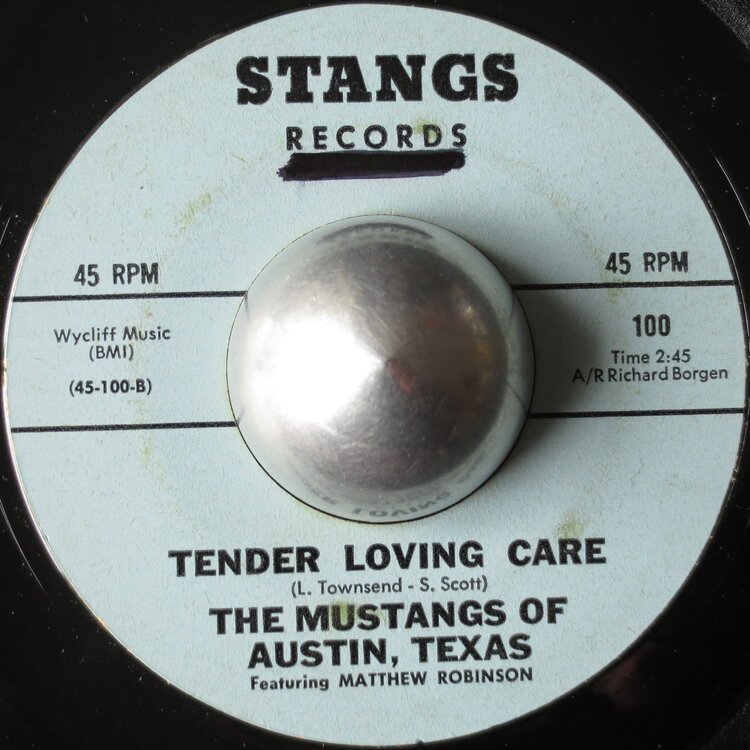 STANGS
RECORDS
45 RPM
45 RPM
Wycliff Music
(BMI)
(45-100-B)
100
Time 2:45
A/R Richard Borgen
TENDER LOVING CARE
(L. Townsend - S. Scott)
THE MUSTANGS OF
AUSTIN, TEXAS
Featuring MATTHEW ROBINSON